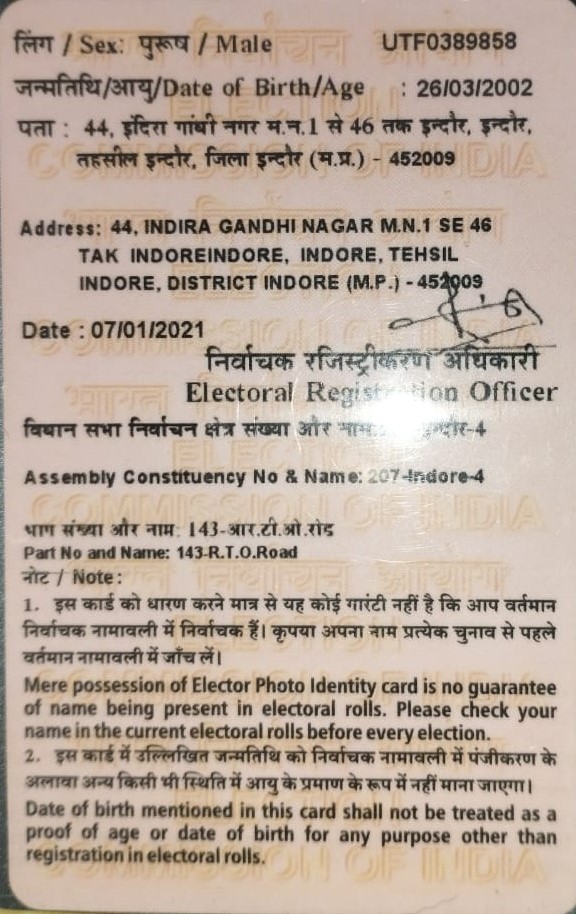 लिंग / Sex: पुरूष / Male UTF0389858
जन्मतिथि/आयु/Date of Birth/Age : 26/03/2002
पता : 44, इंदिरा गांधी नगर म.न.1 से 46 तक इन्दौर, इन्दौर,
तहसील इन्दौर, जिला इन्दौर (म.प्र.) - 452009
Address: 44, INDIRA GANDHI NAGAR M.N.1 SE 46
TAK INDOREINDORE, INDORE, TEHSIL
INDORE, DISTRICT INDORE (M.P.) - 452009
Date : 07/01/2021
निर्वाचक रजिस्ट्रीकरण अधिकारी
Electoral Registration Officer
विधान सभा निर्वाचन क्षेत्र संख्या और नाम
Assembly Constituency No & Name: 207-Indore-4
भाग संख्या और नाम: 143-आर.टी.ओ.रोड
Part No and Name: 143-R.T.O.Road
नोट / Note :
1. इस कार्ड को धारण करने मात्र से यह कोई गारंटी नहीं है कि आप वर्तमान
निर्वाचक नामावली में निर्वाचक हैं। कृपया अपना नाम प्रत्येक चुनाव से पहले
वर्तमान नामावली में जाँच लें।
Mere possession of Elector Photo Identity card is no guarantee
of name being present in electoral rolls. Please check your
name in the current electoral rolls before every election.
2. इस कार्ड में उल्लिखित जन्मतिथि को निर्वाचक नामावली में पंजीकरण के
अलावा अन्य किसी भी स्थिति में आयु के प्रमाण के रूप में नहीं माना जाएगा।
Date of birth mentioned in this card shall not be treated as a
proof of age or date of birth for any purpose other than
registration in electoral rolls.